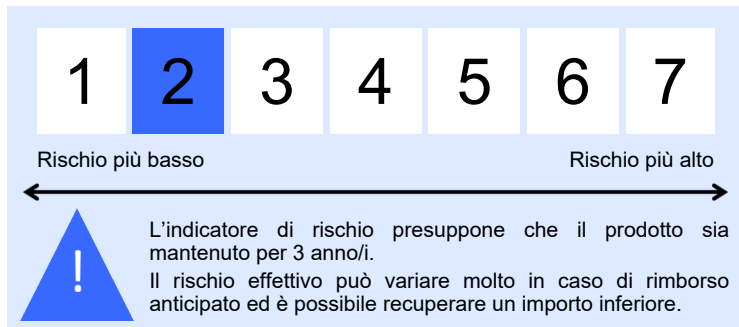 1 2 3 4 5 6 7
Rischio più basso Rischio più alto
!
L'indicatore di rischio presuppone che il prodotto sia
mantenuto per 3 anno/i.
Il rischio effettivo può variare molto in caso di rimborso
anticipato ed è possibile recuperare un importo inferiore.